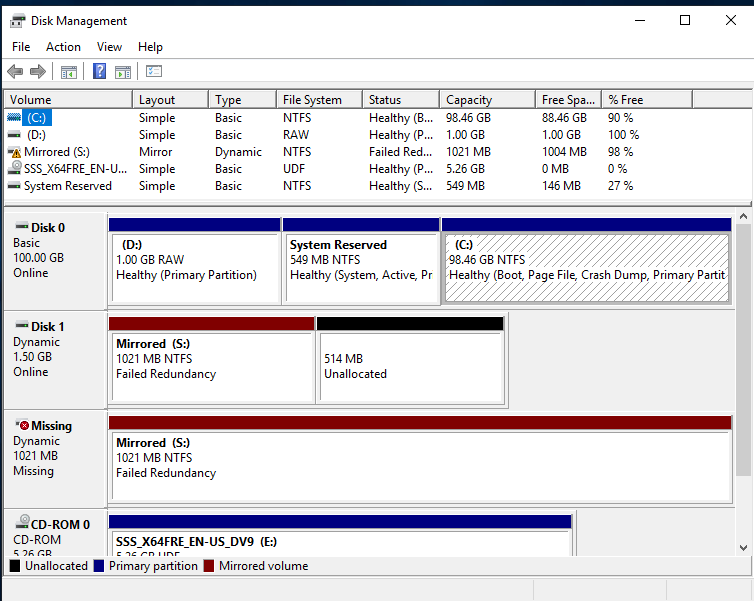 Disk Management
File Action View Help
Volume Layout Type File System Status Capacity Free Spa... % Free
(C:) Simple Basic NTFS Healthy (B... 98.46 GB 88.46 GB 90 %
(D:) Simple Basic RAW Healthy (P... 1.00 GB 1.00 GB 100 %
Mirrored (S:) Mirror Dynamic NTFS Failed Red... 1021 MB 1004 MB 98 %
SSS_X64FRE_EN-U... Simple Basic UDF Healthy (P... 5.26 GB 0 MB 0 %
System Reserved Simple Basic NTFS Healthy (S... 549 MB 146 MB 27 %
Disk 0
Basic
100.00 GB
Online
(D:)
1.00 GB RAW
Healthy (Primary Partition)
System Reserved
549 MB NTFS
Healthy (System, Active, Pr
(C:)
98.46 GB NTFS
Healthy (Boot, Page File, Crash Dump, Primary Partit
Disk 1
Dynamic
1.50 GB
Online
Mirrored (S:)
1021 MB NTFS
Failed Redundancy
514 MB
Unallocated
Missing
Dynamic
1021 MB
Missing
Mirrored (S:)
1021 MB NTFS
Failed Redundancy
CD-ROM 0
CD-ROM
5.26 GB
SSS_X64FRE_EN-US_DV9 (E:)
5.26 GB UDF
Unallocated Primary partition Mirrored volume